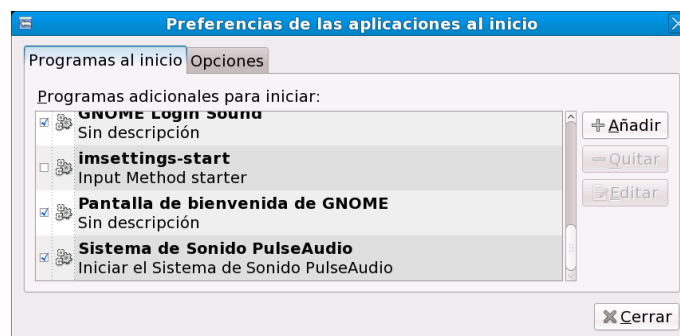 Preferencias de las aplicaciones al inicio
Programas al inicio
Opciones
Programas adicionales para iniciar:
GNOME Login Sound
Sin descripción
imsettings-start
Input Method starter
Pantalla de bienvenida de GNOME
Sin descripción
Sistema de Sonido PulseAudio
Iniciar el Sistema de Sonido PulseAudio
Añadir
Quitar
Editar
Cerrar